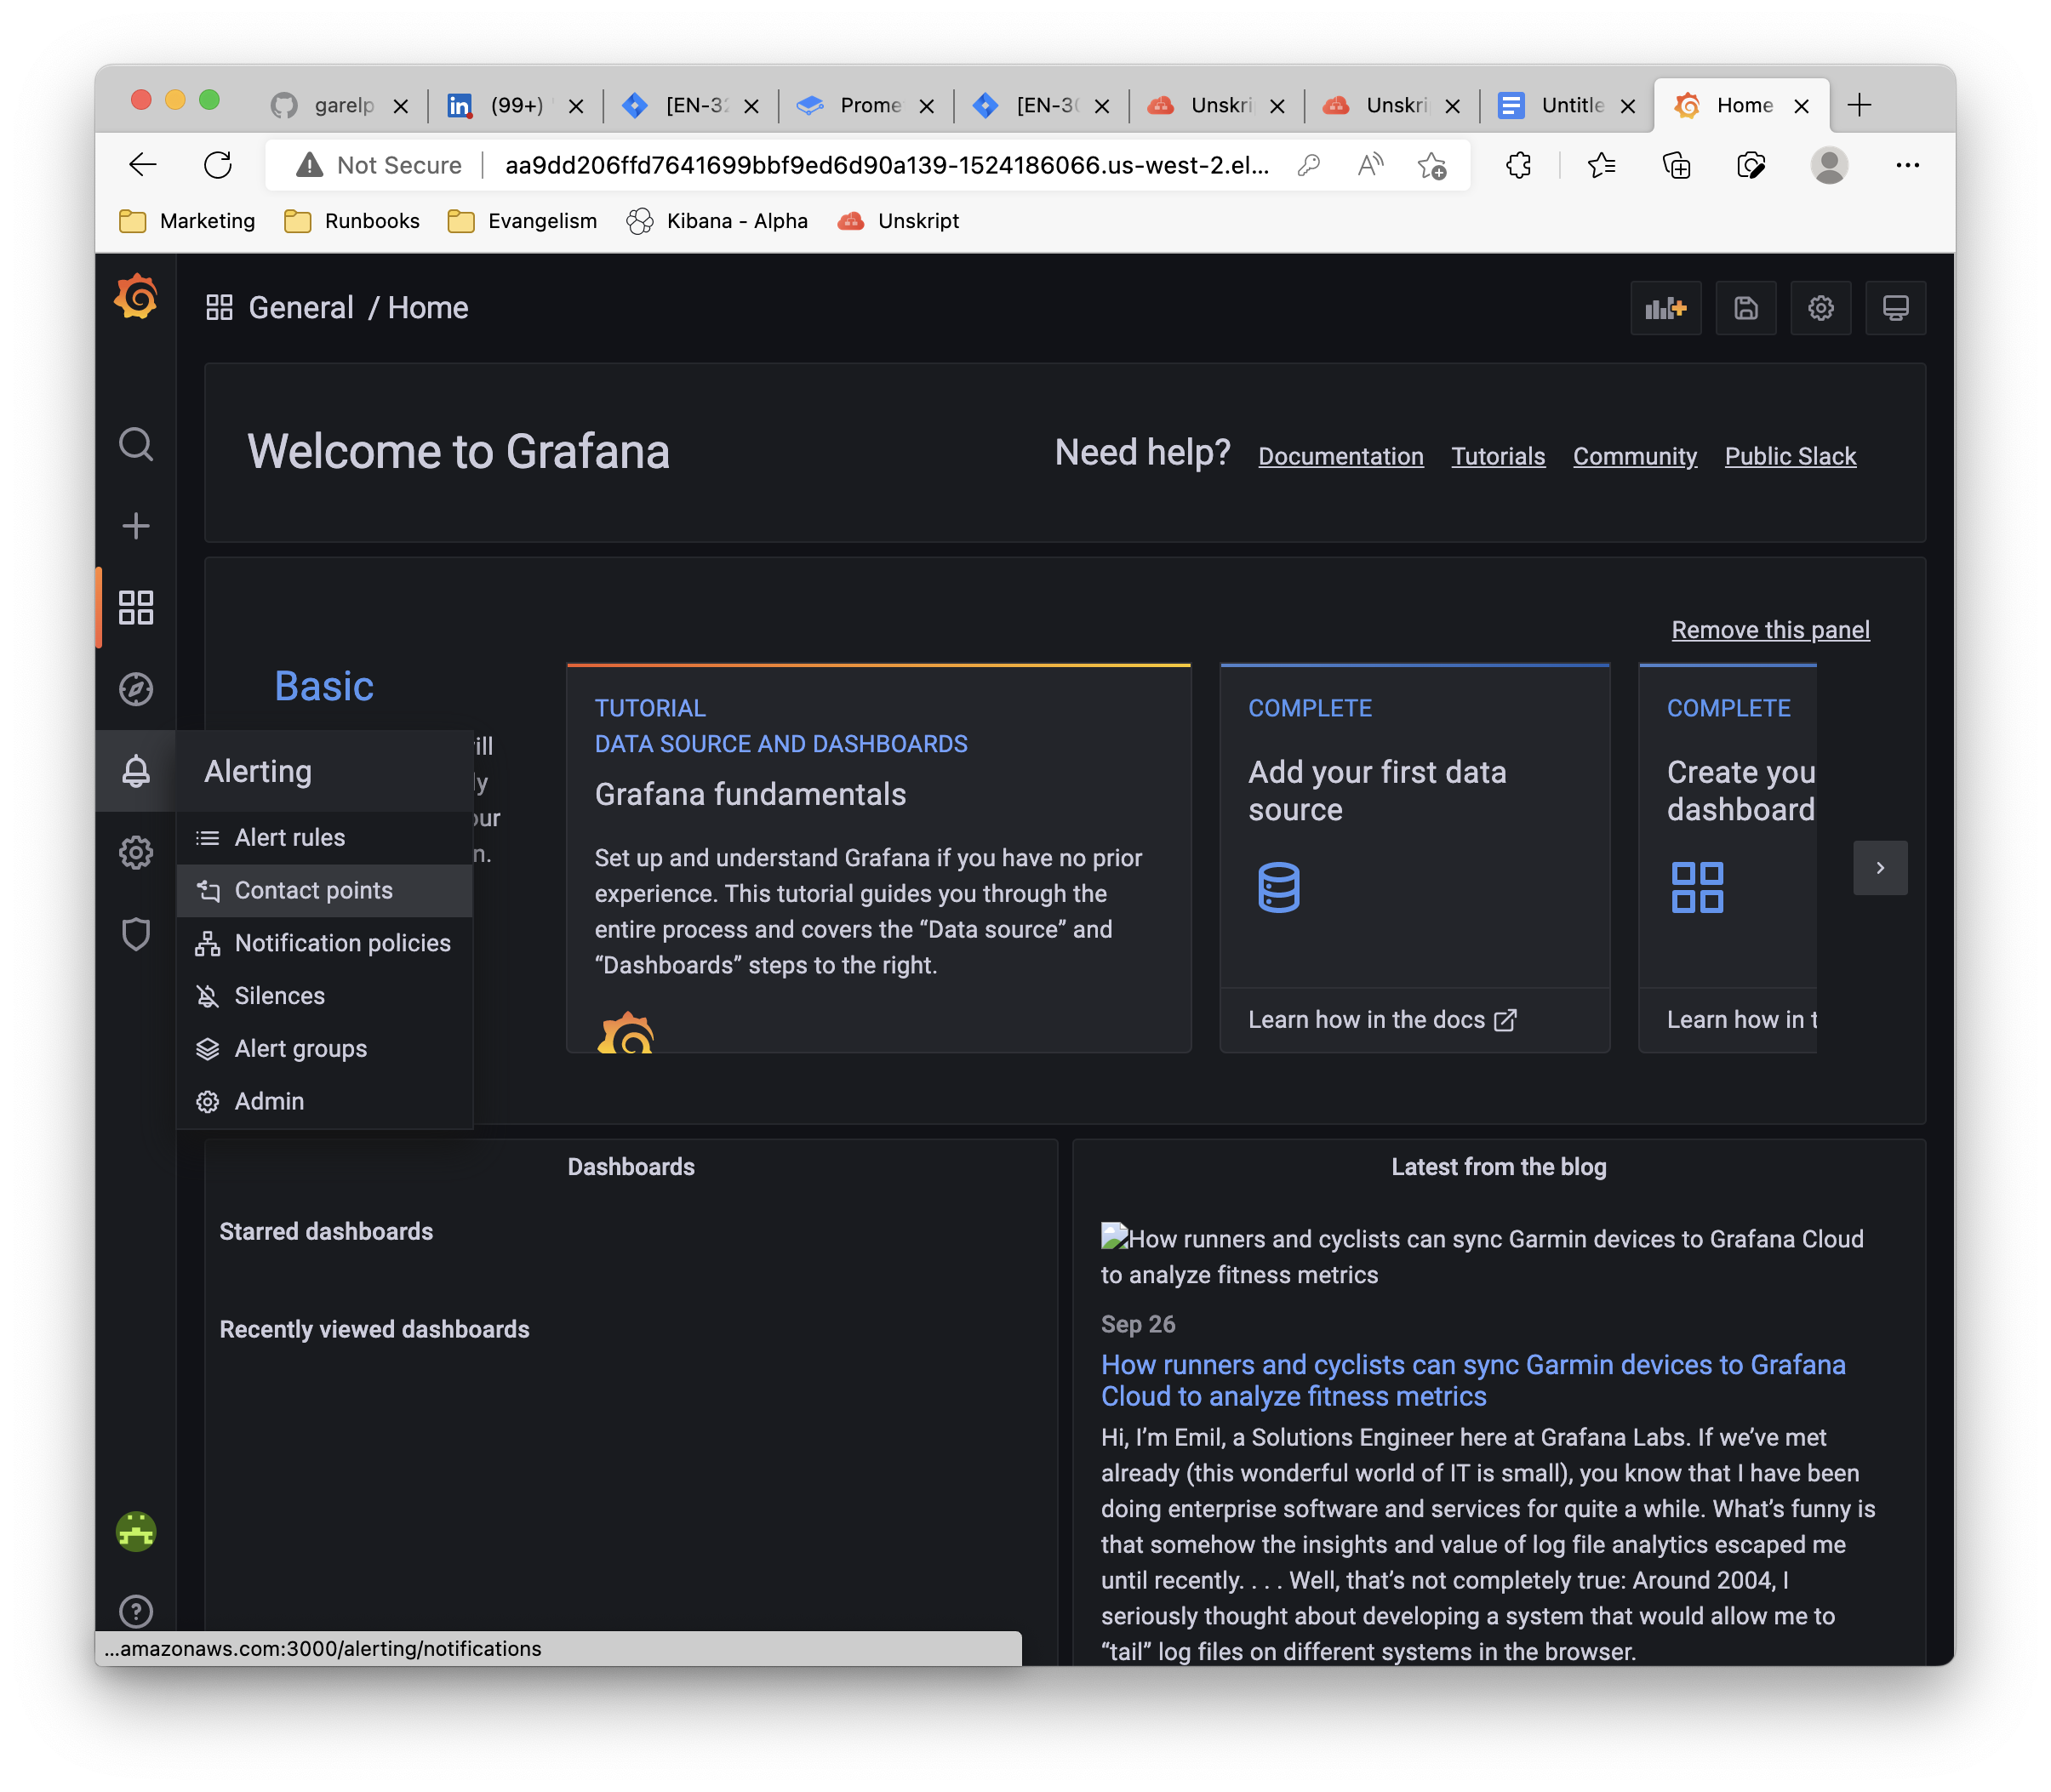 garelp
(99+)
[EN-32
Prome
[EN-30
Unskri
Unskri
Untitle
Home
Not Secure
aa9dd206ffd7641699bbf9ed6d90a139-1524186066.us-west-2.el...
Marketing
Runbooks
Evangelism
Kibana - Alpha
Unskript
General / Home
Welcome to Grafana
Need help?
Documentation
Tutorials
Community
Public Slack
Remove this panel
Basic
ill
ly
our
n.
TUTORIAL
DATA SOURCE AND DASHBOARDS
Grafana fundamentals
Set up and understand Grafana if you have no prior
experience. This tutorial guides you through the
entire process and covers the “Data source” and
“Dashboards” steps to the right.
COMPLETE
Add your first data
source
Learn how in the docs
COMPLETE
Create you
dashboard
Learn how in t
Alerting
Alert rules
Contact points
Notification policies
Silences
Alert groups
Admin
Dashboards
Starred dashboards
Recently viewed dashboards
Latest from the blog
How runners and cyclists can sync Garmin devices to Grafana Cloud
to analyze fitness metrics
Sep 26
How runners and cyclists can sync Garmin devices to Grafana
Cloud to analyze fitness metrics
Hi, I’m Emil, a Solutions Engineer here at Grafana Labs. If we’ve met
already (this wonderful world of IT is small), you know that I have been
doing enterprise software and services for quite a while. What’s funny is
that somehow the insights and value of log file analytics escaped me
until recently. . . . Well, that’s not completely true: Around 2004, I
seriously thought about developing a system that would allow me to
“tail” log files on different systems in the browser.
...amazonaws.com:3000/alerting/notifications